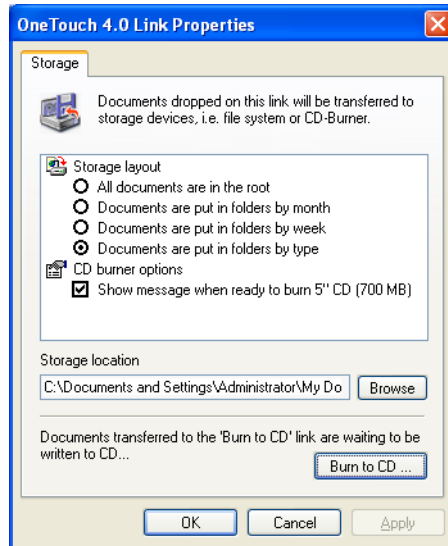 OneTouch 4.0 Link Properties
Storage
Documents dropped on this link will be transferred to
storage devices, i.e. file system or CD-Burner.
Storage layout
All documents are in the root
Documents are put in folders by month
Documents are put in folders by week
Documents are put in folders by type
CD burner options
Show message when ready to burn 5" CD (700 MB)
Storage location
C:\Documents and Settings\Administrator\My Do
Browse
Documents transferred to the 'Burn to CD' link are waiting to be
written to CD...
Burn to CD ...
OK
Cancel
Apply